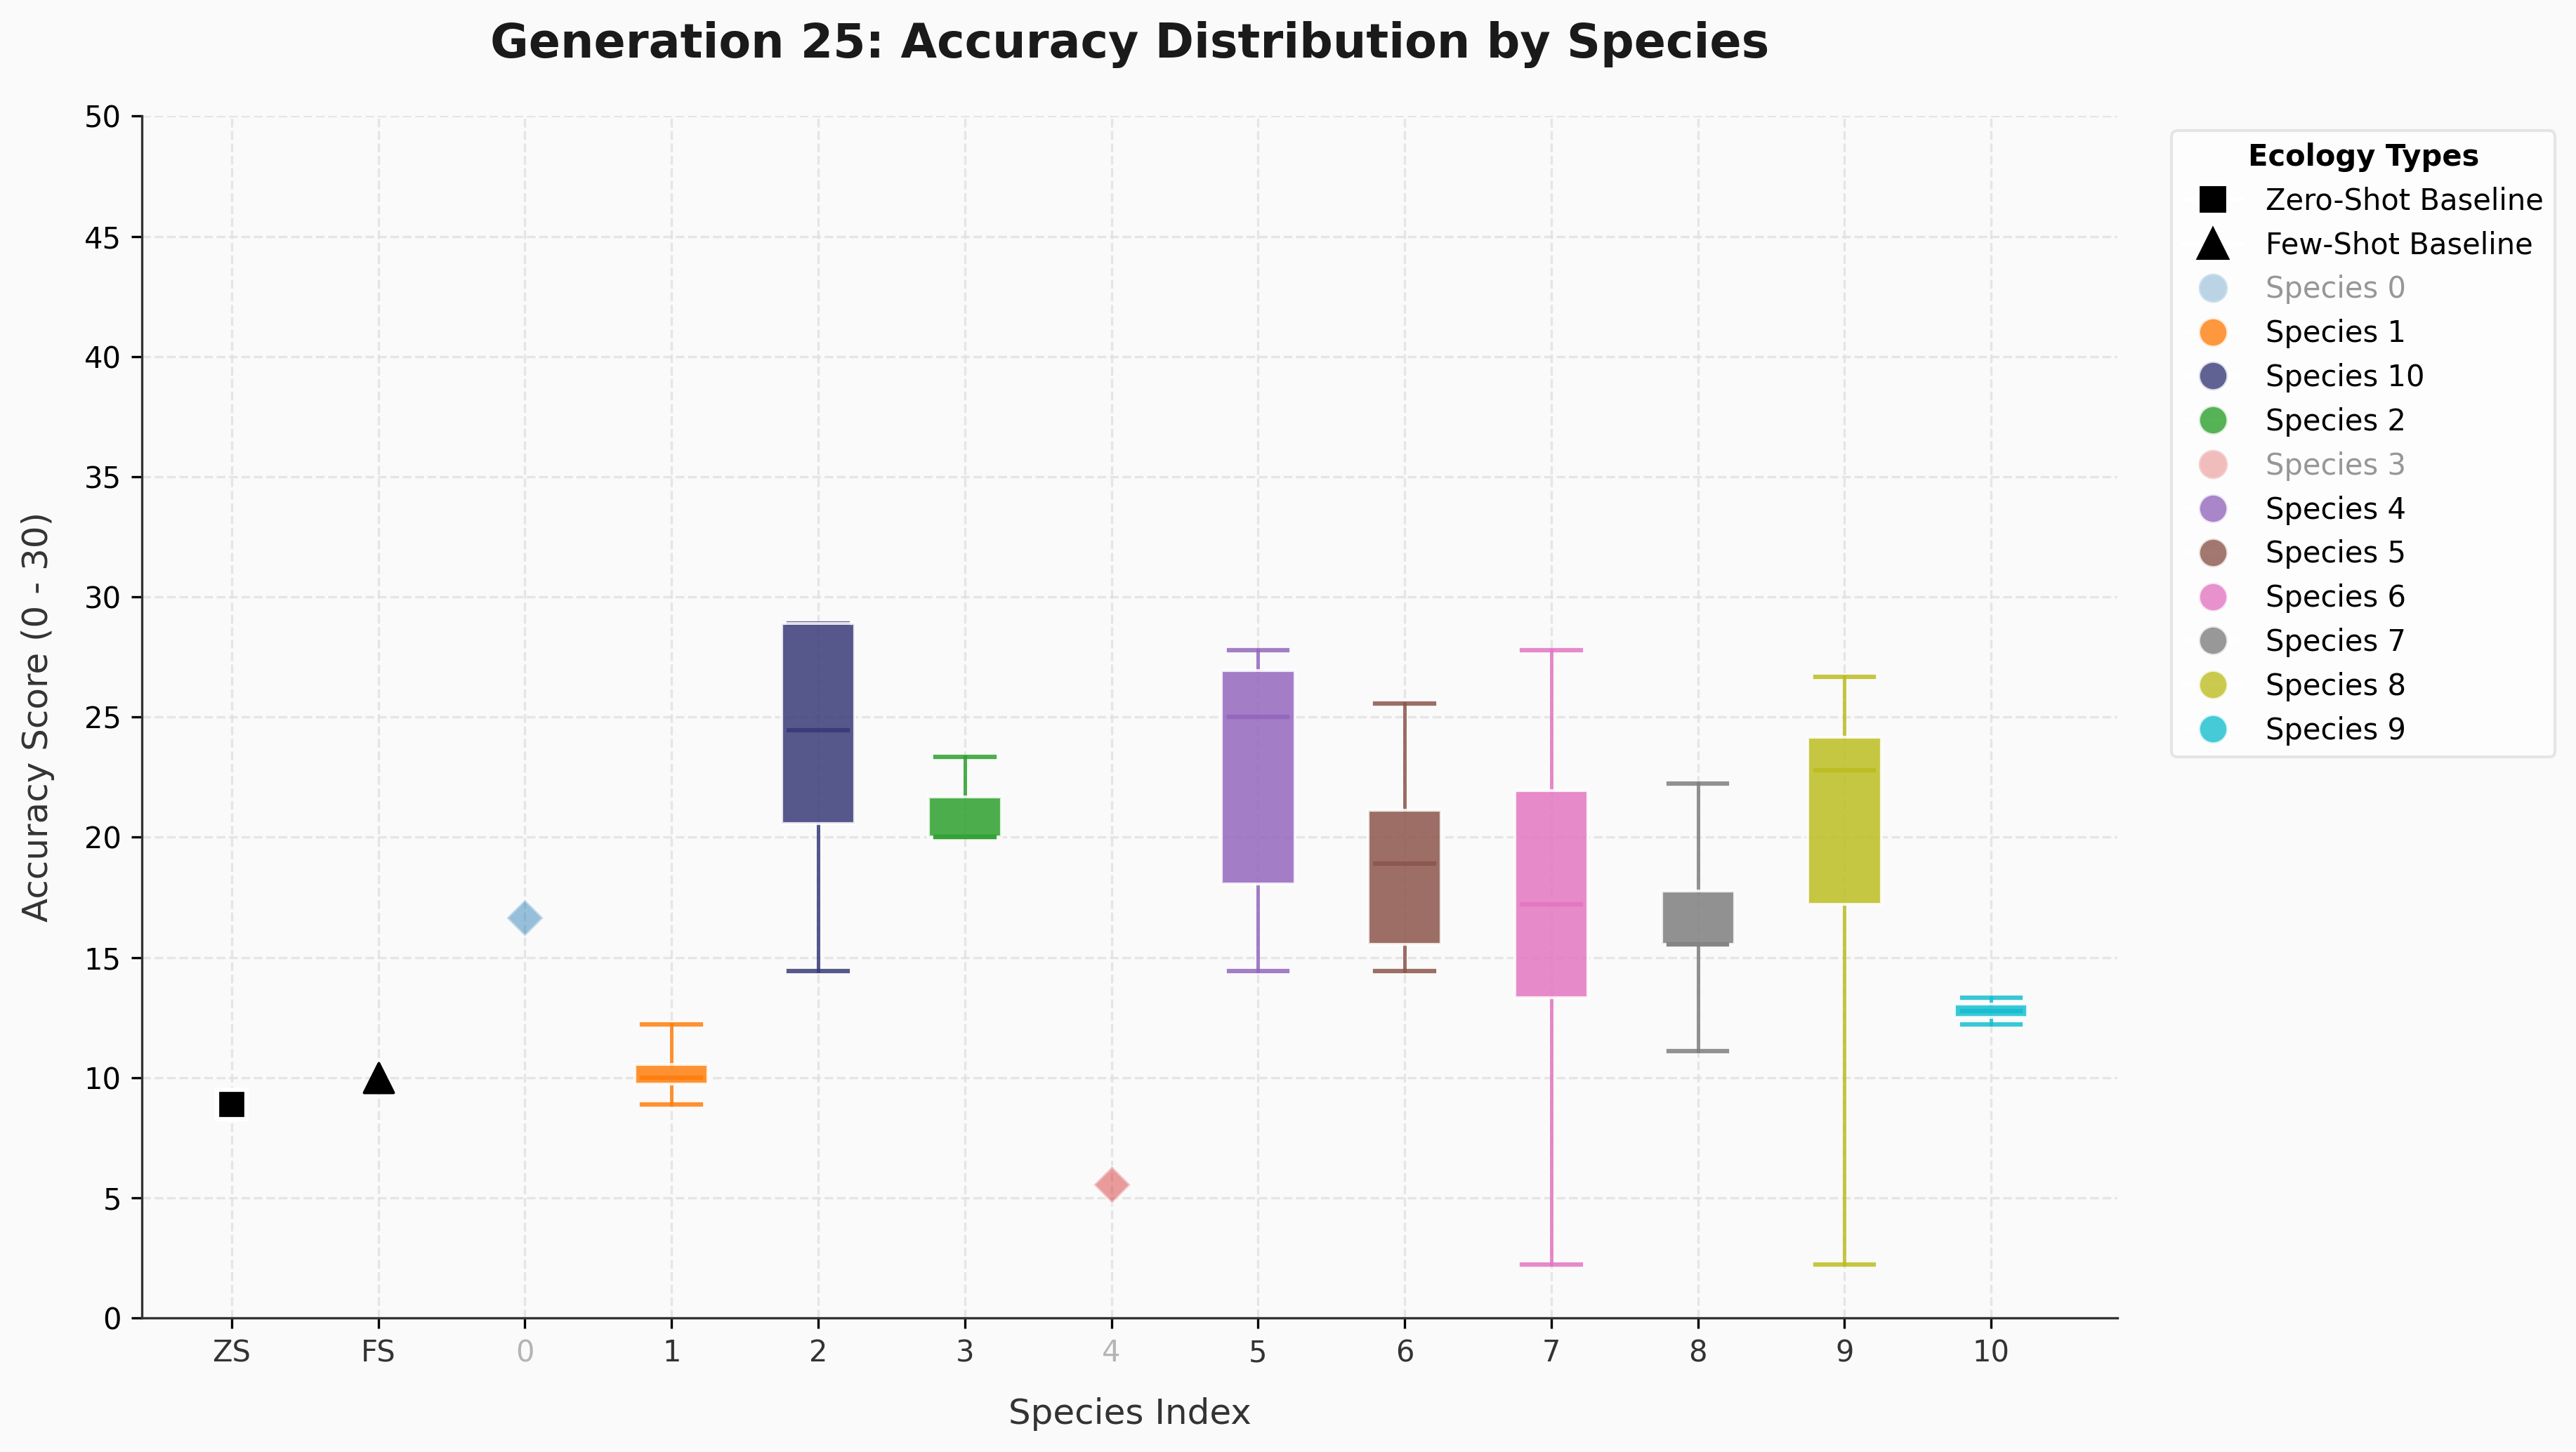 Generation 25: Accuracy Distribution by Species
Accuracy Score (0 - 30)
50
45
40
35
30
25
20
15
10
5
0
ZS FS 0 1 2 3 4 5 6 7 8 9 10
Species Index
Ecology Types
Zero-Shot Baseline
Few-Shot Baseline
Species 0
Species 1
Species 10
Species 2
Species 3
Species 4
Species 5
Species 6
Species 7
Species 8
Species 9